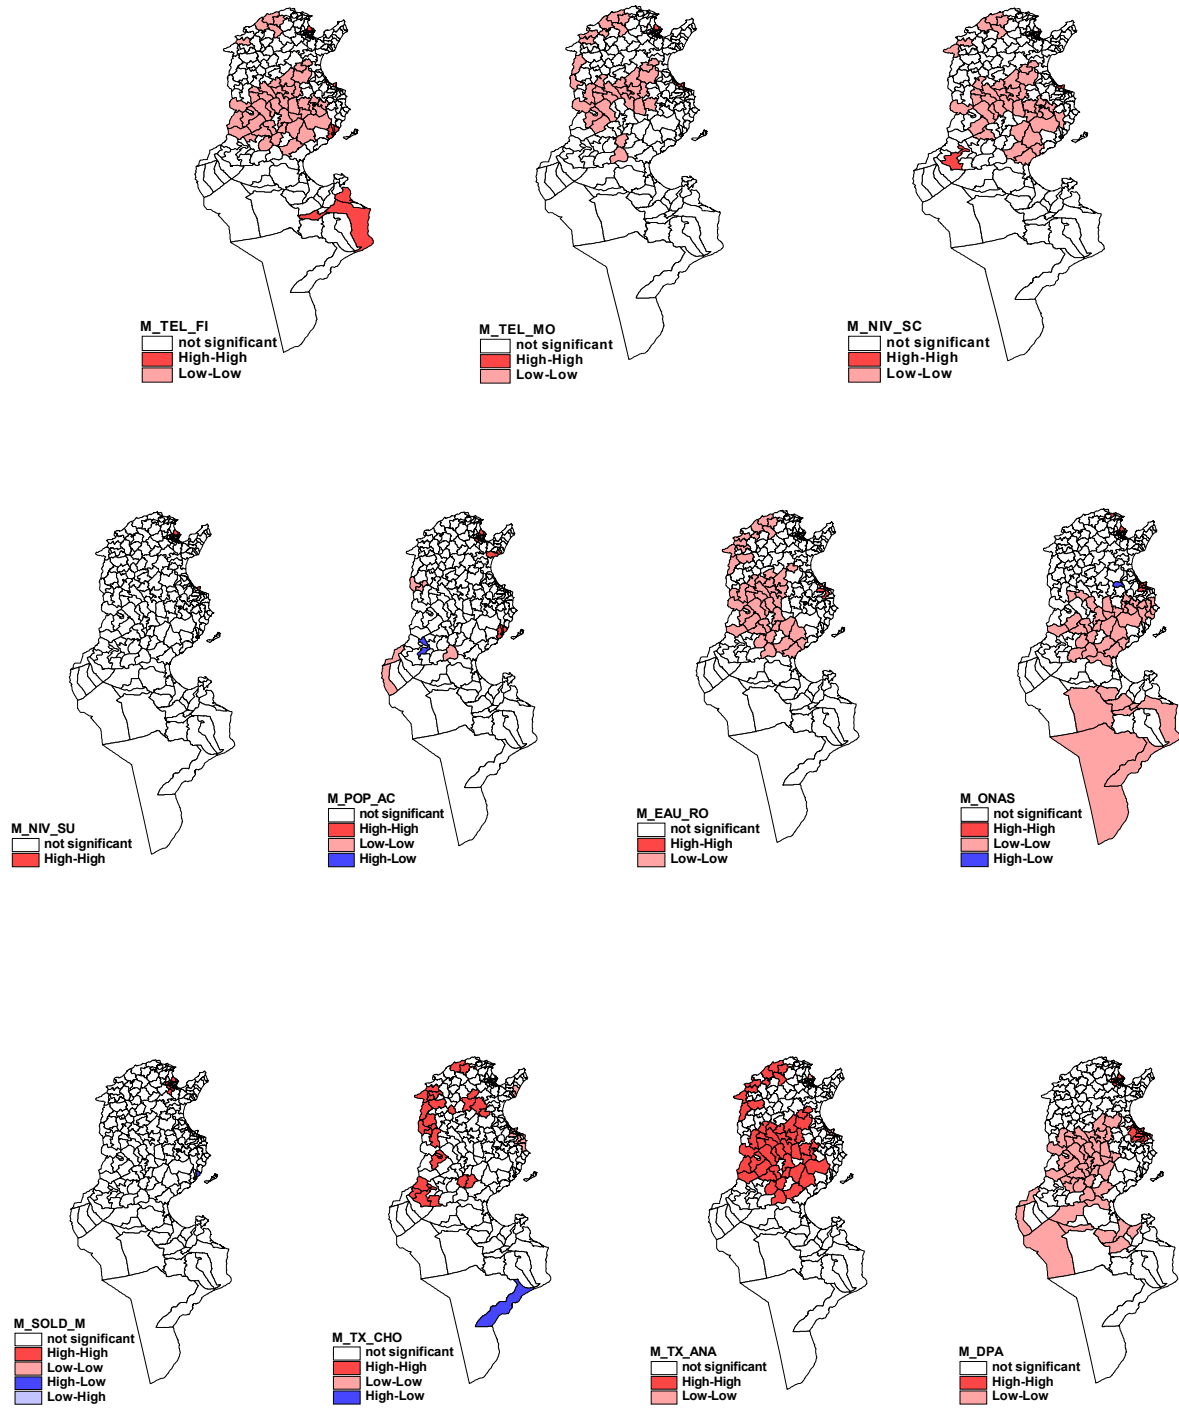 M_TEL_FI
not significant
High-High
Low-Low
M_TEL_MO
not significant
High-High
Low-Low
M_NIV_SC
not significant
High-High
Low-Low
M_NIV_SU
not significant
High-High
M_POP_AC
not significant
High-High
Low-Low
High-Low
M_EAU_RO
not significant
High-High
Low-Low
M_ONAS
not significant
High-High
Low-Low
High-Low
M_SOLD_M
not significant
High-High
Low-Low
High-Low
Low-High
M_TX_CHO
not significant
High-High
Low-Low
High-Low
M_TX_ANA
not significant
High-High
Low-Low
M_DPA
not significant
High-High
Low-Low